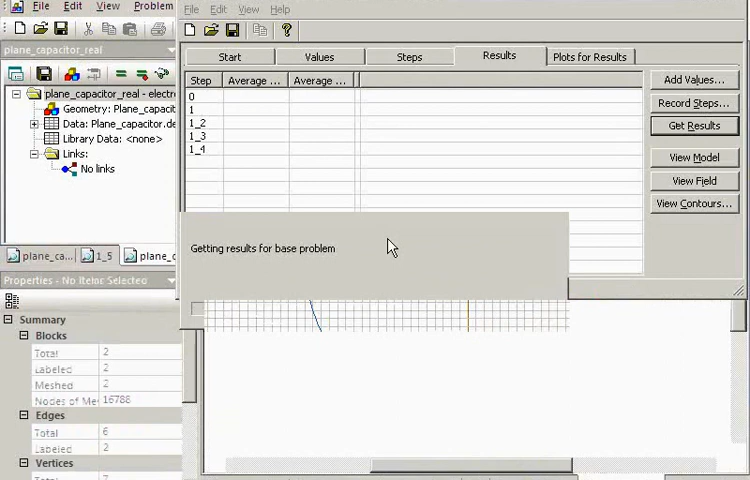 File Edit View Problem
plane_capacitor_real
plane_capacitor_real - electro
Geometry: Plane_capacit
Data: Plane_capacitor.de
Library Data: <none>
Links:
No links
plane_ca...
1_5
plane_c
Properties - No Item Selected
Summary
Blocks
Total 2
Labeled 2
Meshed 2
Nodes of Me 16788
Edges
Total 6
Labeled 2
Vertices
File Edit View Help
Start
Values
Steps
Results
Plots for Results
Step Average ... Average ...
0
1
1_2
1_3
1_4
Add Values...
Record Steps...
Get Results
View Model
View Field
View Contours...
Getting results for base problem